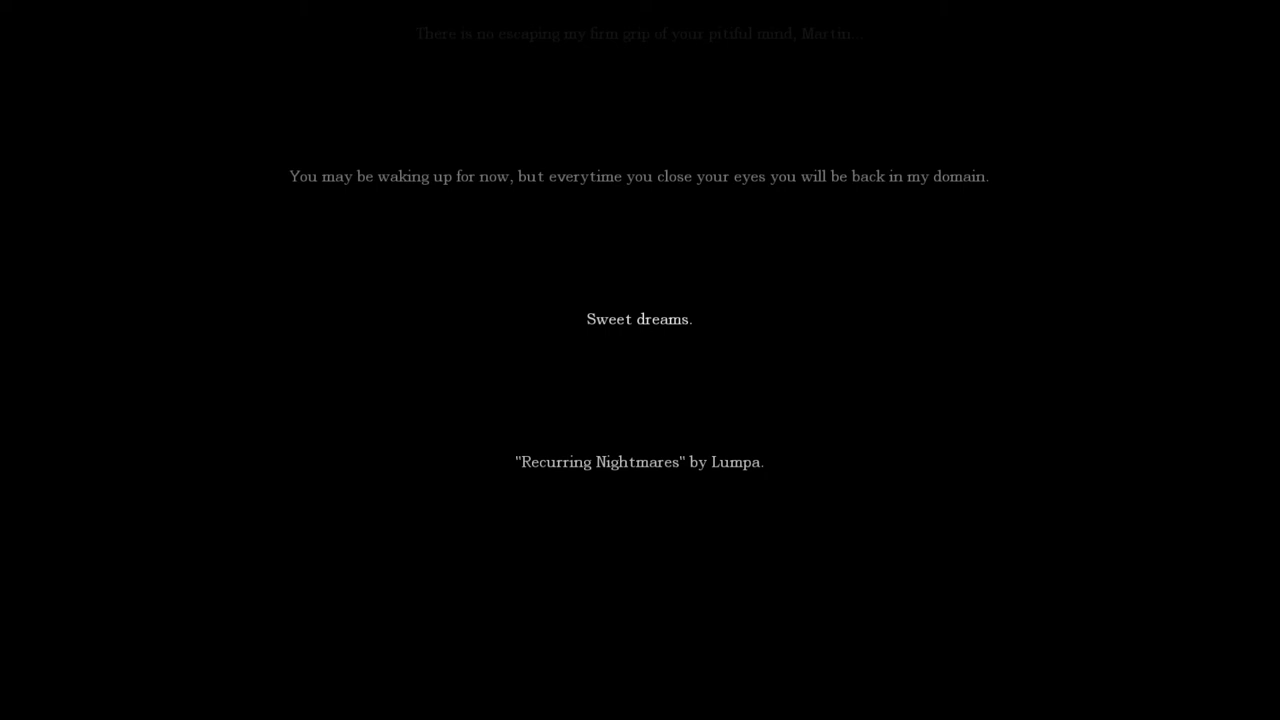 There is no escaping my firm grip of your pitiful mind, Martin...
You may be waking up for now, but everytime you close your eyes you will be back in my domain.
Sweet dreams.
"Recurring Nightmares" by Lumpa.